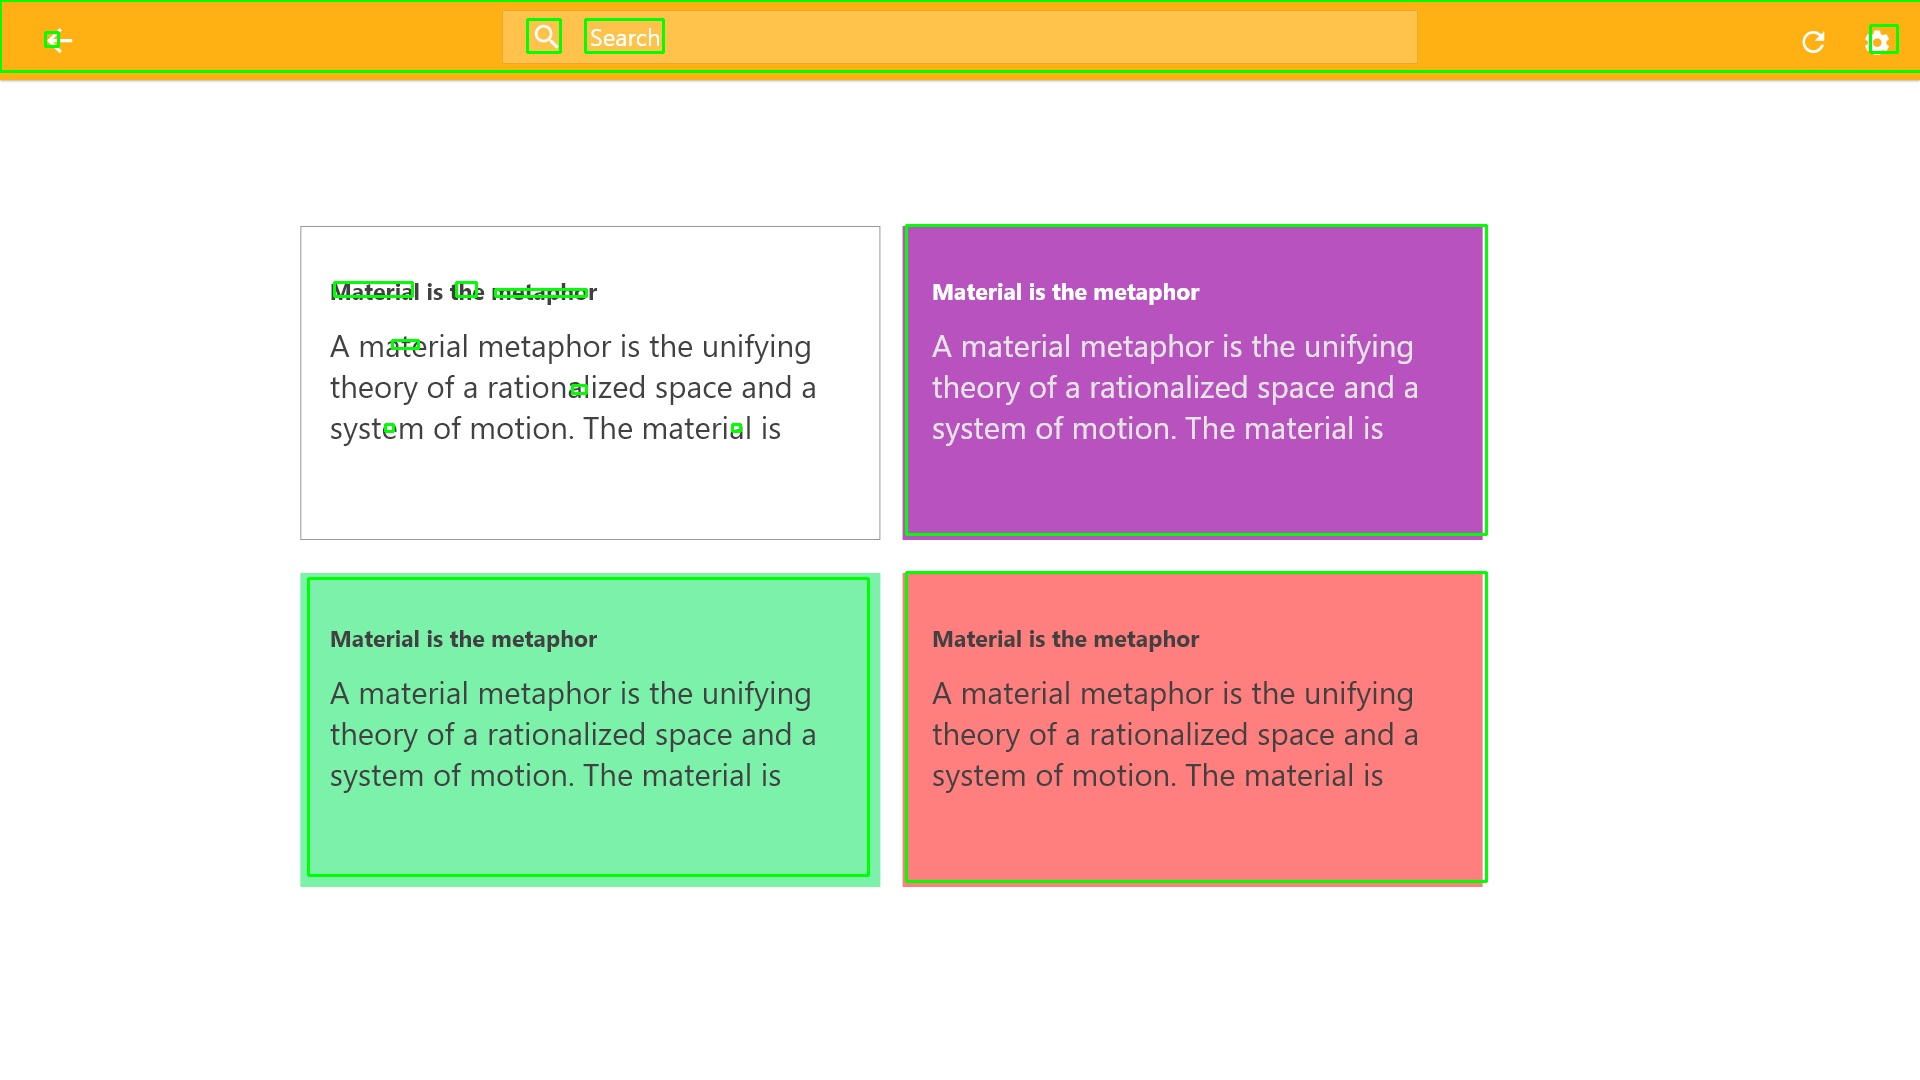 Search
Material is the metaphor
A material metaphor is the unifying
theory of a rationalized space and a
system of motion. The material is
Material is the metaphor
A material metaphor is the unifying
theory of a rationalized space and a
system of motion. The material is
Material is the metaphor
A material metaphor is the unifying
theory of a rationalized space and a
system of motion. The material is
Material is the metaphor
A material metaphor is the unifying
theory of a rationalized space and a
system of motion. The material is